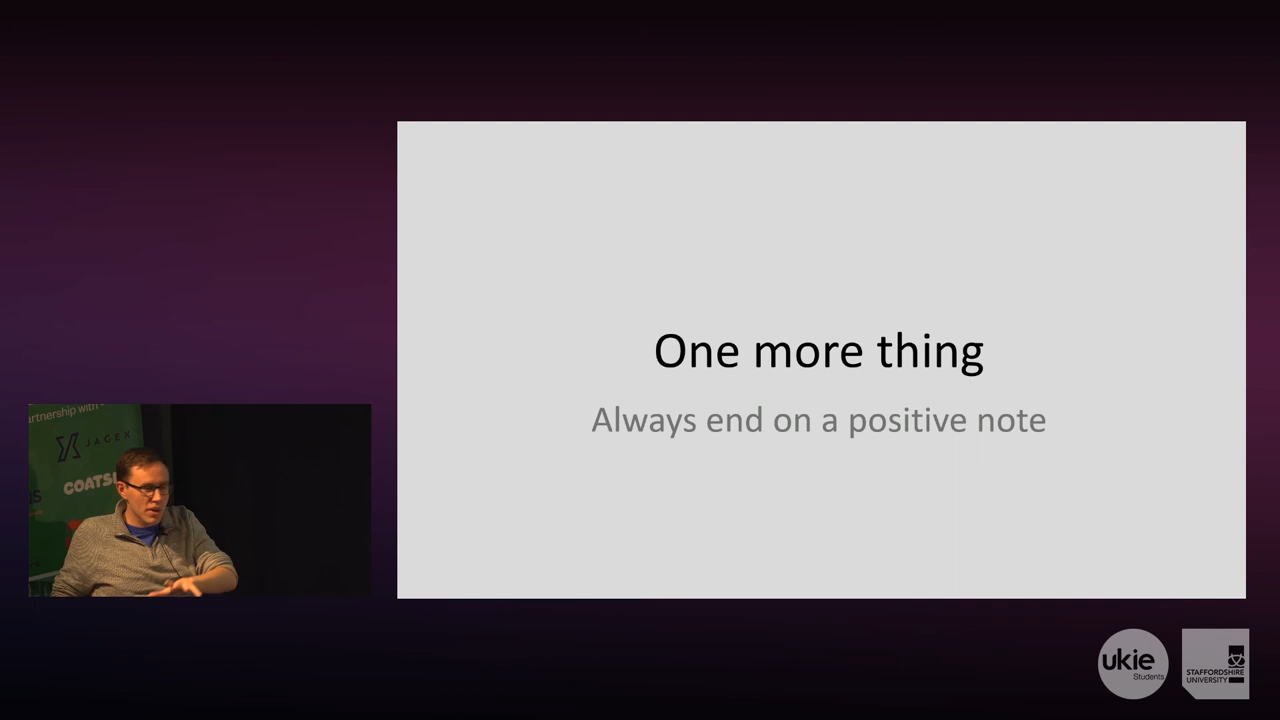 One more thing
Always end on a positive note
artnership with
JAGEX
COATS
ukie
Students
STAFFORDSHIRE
UNIVERSITY